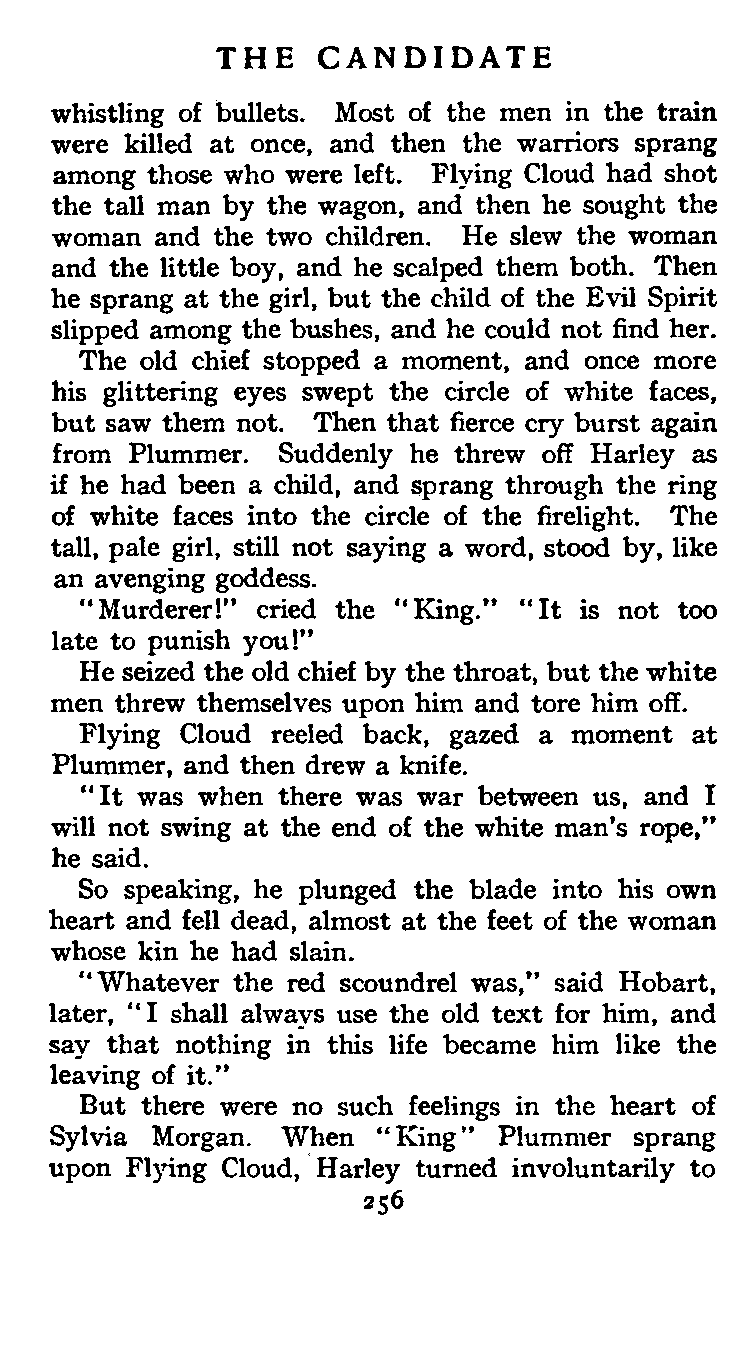 THE CANDIDATE
whistling of bullets. Most of the men in the train
were killed at once, and then the warriors sprang
among those who were left. Flying Cloud had shot
the tall man by the wagon, and then he sought the
woman and the two children. He slew the woman
and the little boy, and he scalped them both. Then
he sprang at the girl, but the child of the Evil Spirit
slipped among the bushes, and he could not find her.
The old chief stopped a moment, and once more
his glittering eyes swept the circle of white faces,
but saw them not. Then that fierce cry burst again
from Plummer. Suddenly he threw off Harley as
if he had been a child, and sprang through the ring
of white faces into the circle of the firelight. The
tall, pale girl, still not saying a word, stood by, like
an avenging goddess.
"Murderer!" cried the "King." "It is not too
late to punish you!"
He seized the old chief by the throat, but the white
men threw themselves upon him and tore him off.
Flying Cloud reeled back, gazed a moment at
Plummer, and then drew a knife.
"It was when there was war between us, and I
will not swing at the end of the white man's rope,"
he said.
So speaking, he plunged the blade into his own
heart and fell dead, almost at the feet of the woman
whose kin he had slain.
"Whatever the red scoundrel was," said Hobart,
later, "I shall always use the old text for him, and
say that nothing in this life became him like the
leaving of it."
But there were no such feelings in the heart of
Sylvia Morgan. When "King" Plummer sprang
upon Flying Cloud, Harley turned involuntarily to
256